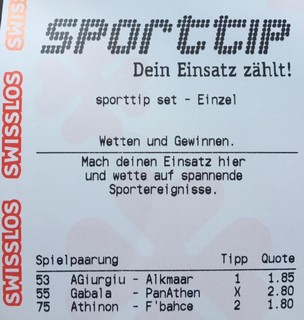 SWISSLOS
SWISSLOS
SWISSLOS
sporttip
Dein Einsatz zählt!
sporttip set - Einzel
Wetten und Gewinnen.
Mach deinen Einsatz hier
und wette auf spannende
Sportereignisse.
Spielpaarung Tipp Quote
53 AGiurgiu - Alkmaar 1 1.85
55 Gabala - PanAthen X 2.80
75 Athinon - F'bahce 2 1.80